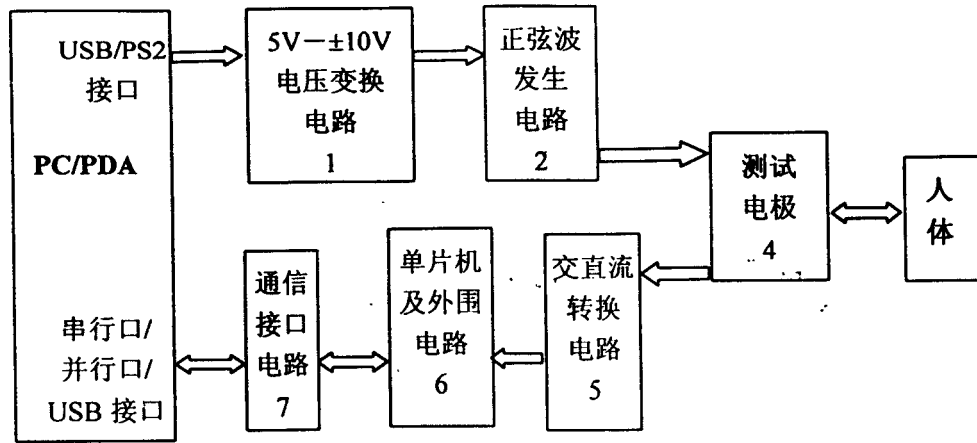 USB/PS2
接口
PC/PDA
串行口/
并行口/
USB 接口
5V－±10V
电压变换
电路
1
正弦波
发生
电路
2
测试
电极
4
人
体
交直流
转换
电路
5
单片机
及外围
电路
6
通信
接口
电路
7